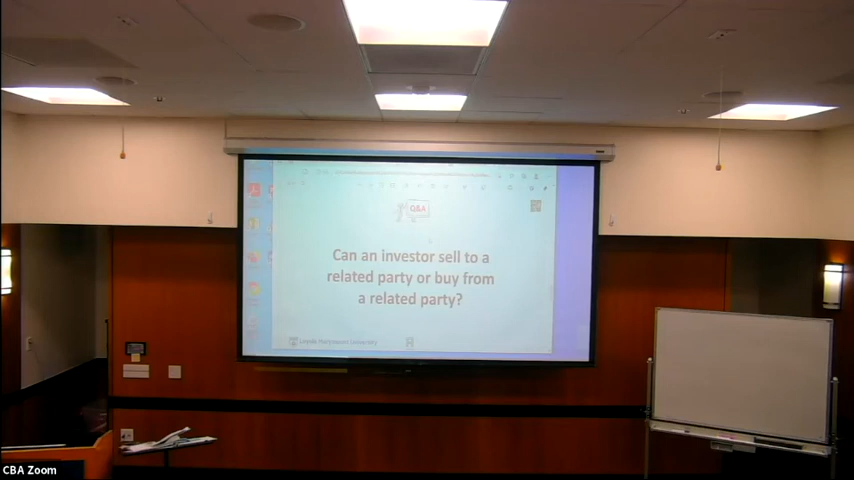 Q&A
Can an investor sell to a
related party or buy from
a related party?
Loyola Marymount University
CBA Zoom